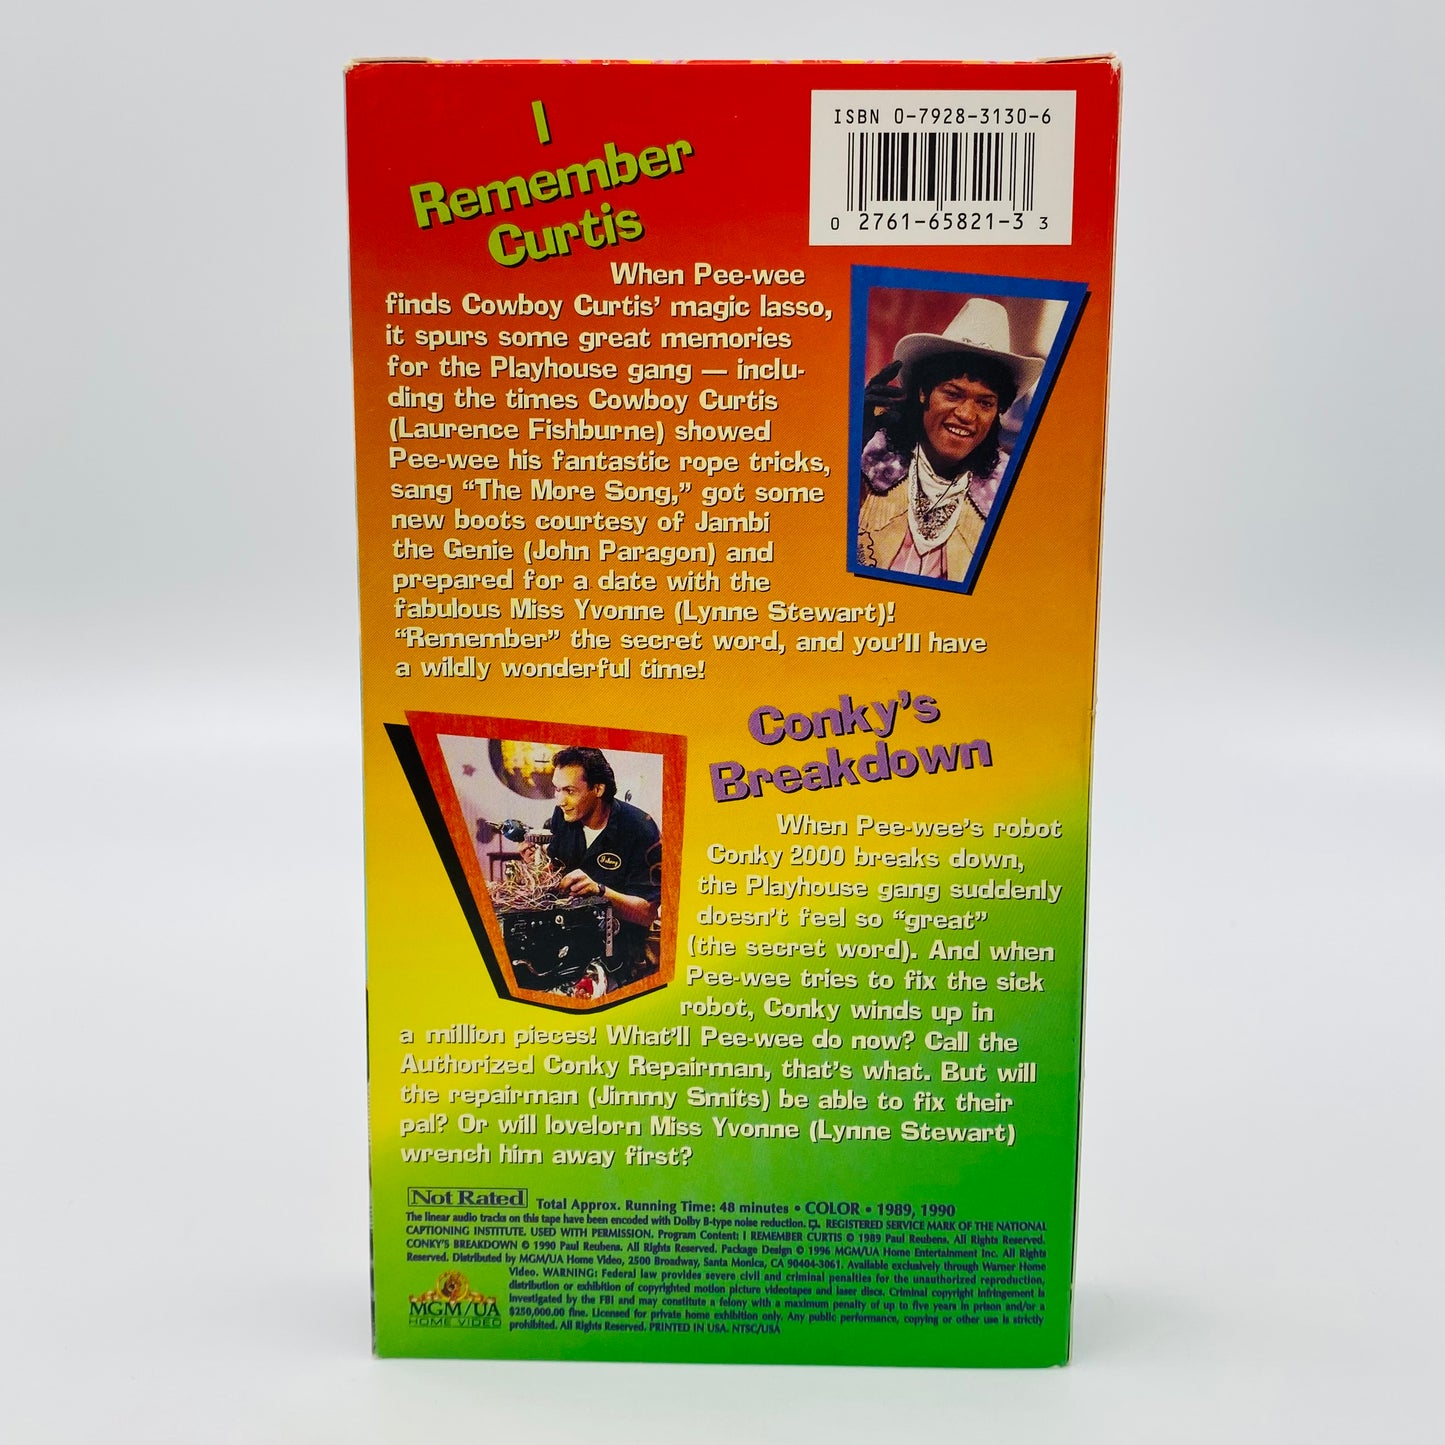 I
Remember
Curtis
ISBN 0-7928-3130-6
0 2761-65821-3 3
When Pee-wee
finds Cowboy Curtis' magic lasso,
it spurs some great memories
for the Playhouse gang — inclu-
ding the times Cowboy Curtis
(Laurence Fishburne) showed
Pee-wee his fantastic rope tricks,
sang “The More Song,” got some
new boots courtesy of Jambi
the Genie (John Paragon) and
prepared for a date with the
fabulous Miss Yvonne (Lynne Stewart)!
“Remember” the secret word, and you'll have
a wildly wonderful time!
Conky's
Breakdown
When Pee-wee's robot
Conky 2000 breaks down,
the Playhouse gang suddenly
doesn't feel so “great”
(the secret word). And when
Pee-wee tries to fix the sick
robot, Conky winds up in
a million pieces! What'll Pee-wee do now? Call the
Authorized Conky Repairman, that's what. But will
the repairman (Jimmy Smits) be able to fix their
pal? Or will lovelorn Miss Yvonne (Lynne Stewart)
wrench him away first?
Not Rated Total Approx. Running Time: 48 minutes • COLOR • 1989, 1990
The linear audio tracks on this tape have been encoded with Dolby B-type noise reduction. REGISTERED SERVICE MARK OF THE NATIONAL
CAPTIONING INSTITUTE. USED WITH PERMISSION. Program Content: I REMEMBER CURTIS © 1989 Paul Reubens. All Rights Reserved.
CONKY'S BREAKDOWN © 1990 Paul Reubens. All Rights Reserved. Package Design © 1996 MGM/UA Home Entertainment Inc. All Rights
Reserved. Distributed by MGM/UA Home Video, 2500 Broadway, Santa Monica, CA 90404-3061. Available exclusively through Warner Home
Video. WARNING: Federal law provides severe civil and criminal penalties for the unauthorized reproduction,
distribution or exhibition of copyrighted motion picture videotapes and laser discs. Criminal copyright infringement is
investigated by the FBI and may constitute a felony with a maximum penalty of up to five years in prison and/or a
$250,000.00 fine. Licensed for private home exhibition only. Any public performance, copying or other use is strictly
prohibited. All Rights Reserved. PRINTED IN USA. NTSC/USA
MGM/UA
HOME VIDEO